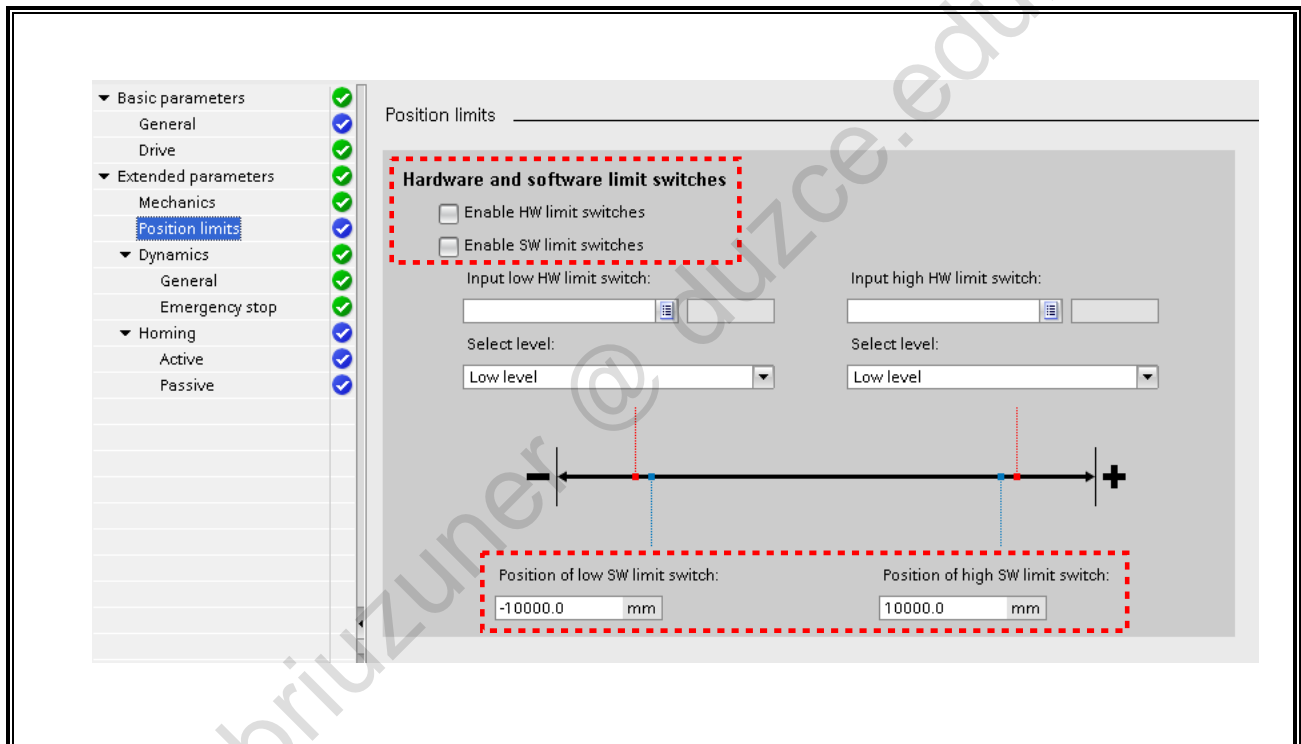 Basic parameters
General
Drive
Extended parameters
Mechanics
Position limits
Dynamics
General
Emergency stop
Homing
Active
Passive
Position limits
Hardware and software limit switches
Enable HW limit switches
Enable SW limit switches
Input low HW limit switch: Input high HW limit switch:
Select level: Select level:
Low level Low level
− +
Position of low SW limit switch: Position of high SW limit switch:
-10000.0 mm 10000.0 mm
briuzuner @ duzce.edu